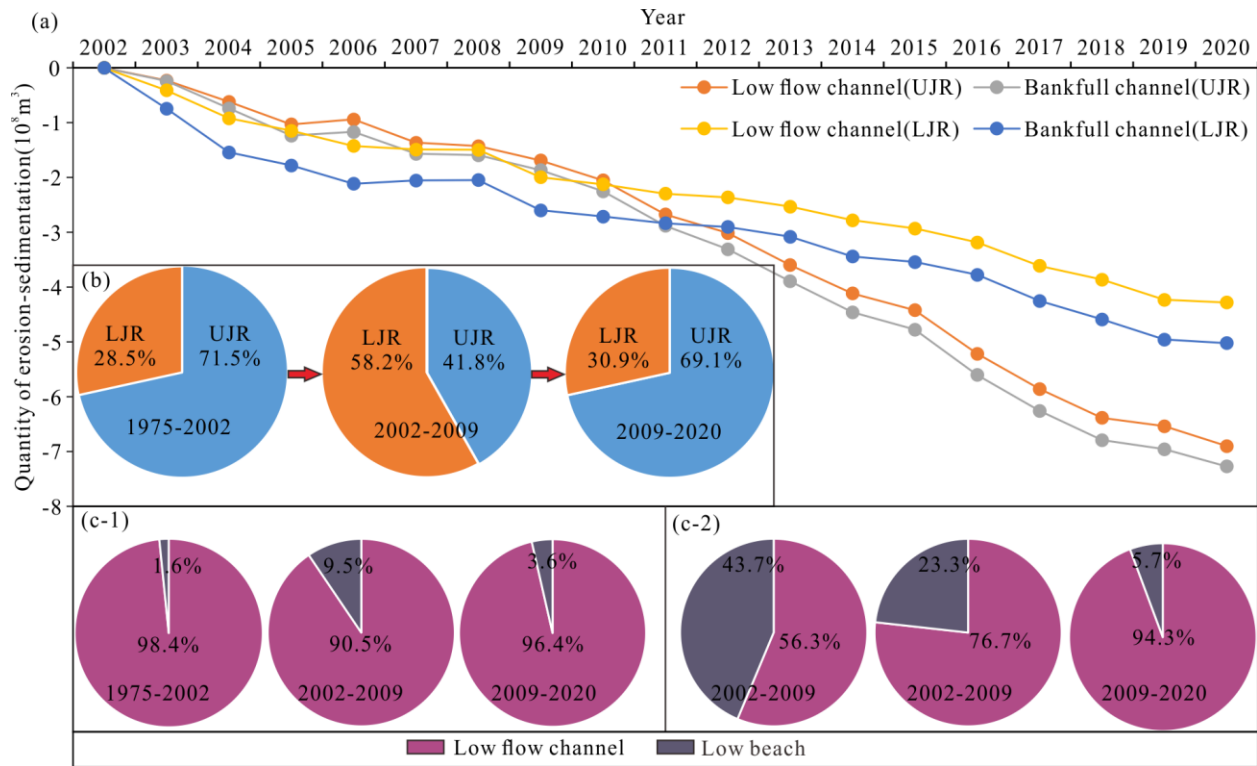 (a)
Year
2002 2003 2004 2005 2006 2007 2008 2009 2010 2011 2012 2013 2014 2015 2016 2017 2018 2019 2020
Quantity of erosion-sedimentation(10⁸m³)
0
-1
-2
-3
-4
-5
-6
-7
-8
Low flow channel(UJR) Bankfull channel(UJR)
Low flow channel(LJR) Bankfull channel(LJR)
(b)
LJR
28.5%
UJR
71.5%
1975-2002
LJR
58.2%
UJR
41.8%
2002-2009
LJR
30.9%
UJR
69.1%
2009-2020
(c-1)
1.6%
98.4%
1975-2002
9.5%
90.5%
2002-2009
3.6%
96.4%
2009-2020
(c-2)
43.7%
56.3%
2002-2009
23.3%
76.7%
2002-2009
5.7%
94.3%
2009-2020
Low flow channel Low beach